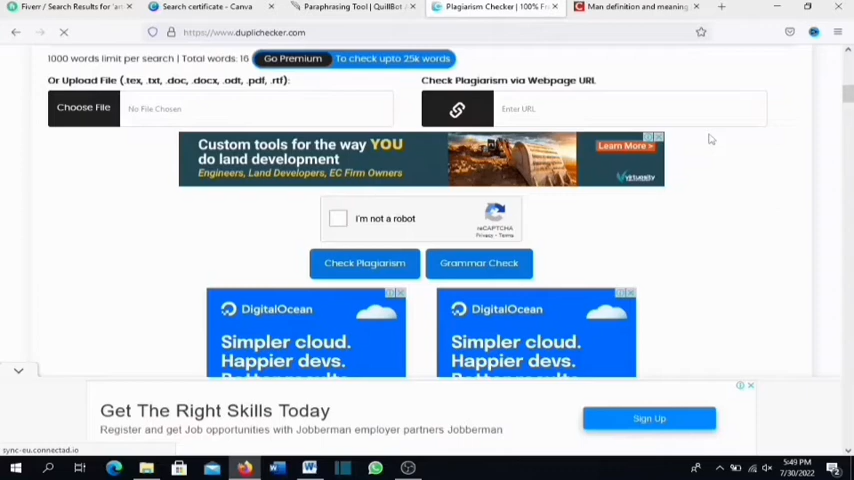 Fiverr / Search Results for 'art
Search certificate - Canva
Paraphrasing Tool | QuillBot A
Plagiarism Checker | 100% Fr
Man definition and meaning
https://www.duplichecker.com
1000 words limit per search | Total words: 16
Go Premium
To check upto 25k words
Or Upload File (.tex, .txt, .doc, .docx, .odt, .pdf, .rtf):
Check Plagiarism via Webpage URL
Choose File
No File Chosen
Enter URL
Custom tools for the way YOU
do land development
Engineers, Land Developers, EC Firm Owners
Learn More >
I'm not a robot
reCAPTCHA
Privacy - Terms
Check Plagiarism
Grammar Check
DigitalOcean
Simpler cloud.
Happier devs.
DigitalOcean
Simpler cloud.
Happier devs.
Get The Right Skills Today
Register and get Job opportunities with Jobberman employer partners Jobberman
Sign Up
sync-eu.connectad.io
5:49 PM
7/30/2022